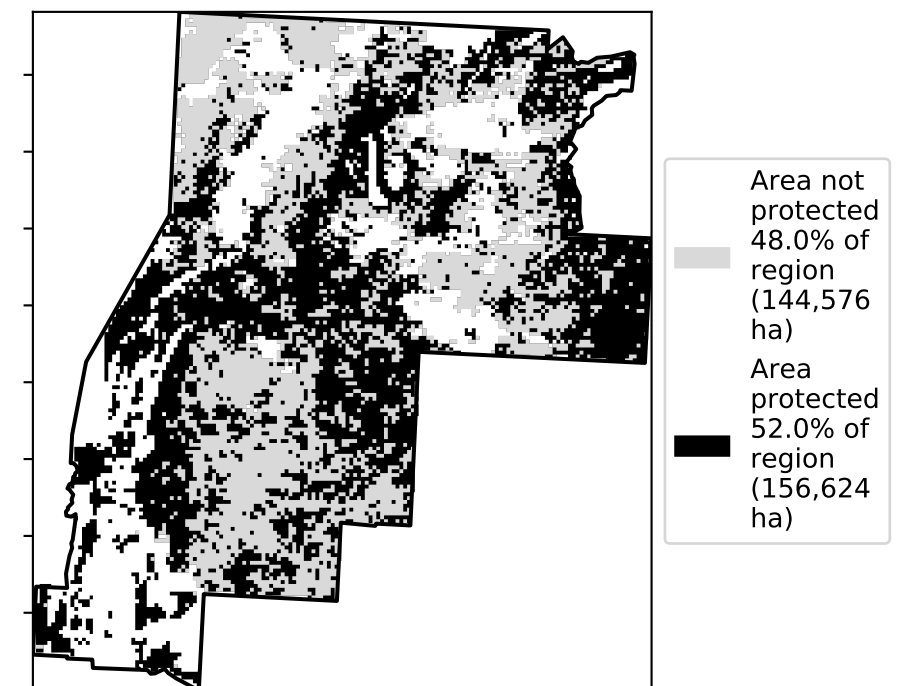 Area not
protected
48.0% of
region
(144,576
ha)
Area
protected
52.0% of
region
(156,624
ha)